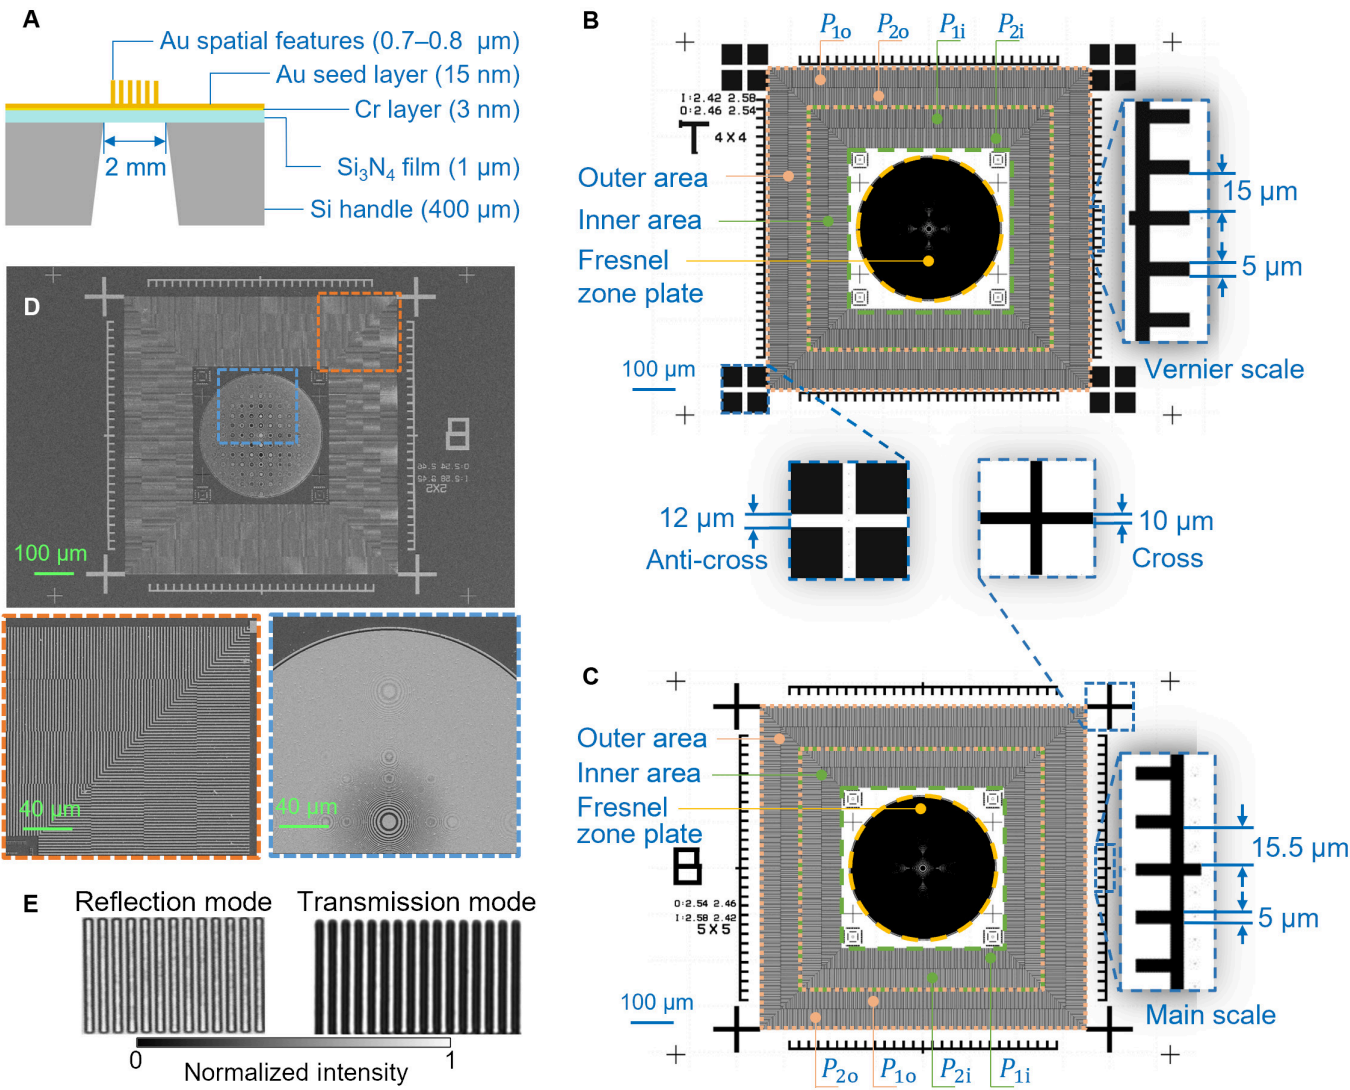 A
Au spatial features (0.7–0.8 μm)
Au seed layer (15 nm)
Cr layer (3 nm)
2 mm
Si3N4 film (1 μm)
Si handle (400 μm)
B
P1o P2o P1i P2i
I:2.42 2.58
O:2.46 2.54
T 4X4
Outer area
Inner area
Fresnel
zone plate
100 μm
15 μm
5 μm
Vernier scale
12 μm
Anti-cross
10 μm
Cross
C
Outer area
Inner area
Fresnel
zone plate
B
O:2.54 2.46
I:2.58 2.42
5X5
100 μm
15.5 μm
5 μm
Main scale
P2o P1o P2i P1i
D
B
O:2.54 2.46
2X2
100 μm
40 μm
40 μm
E
Reflection mode
Transmission mode
0 1
Normalized intensity